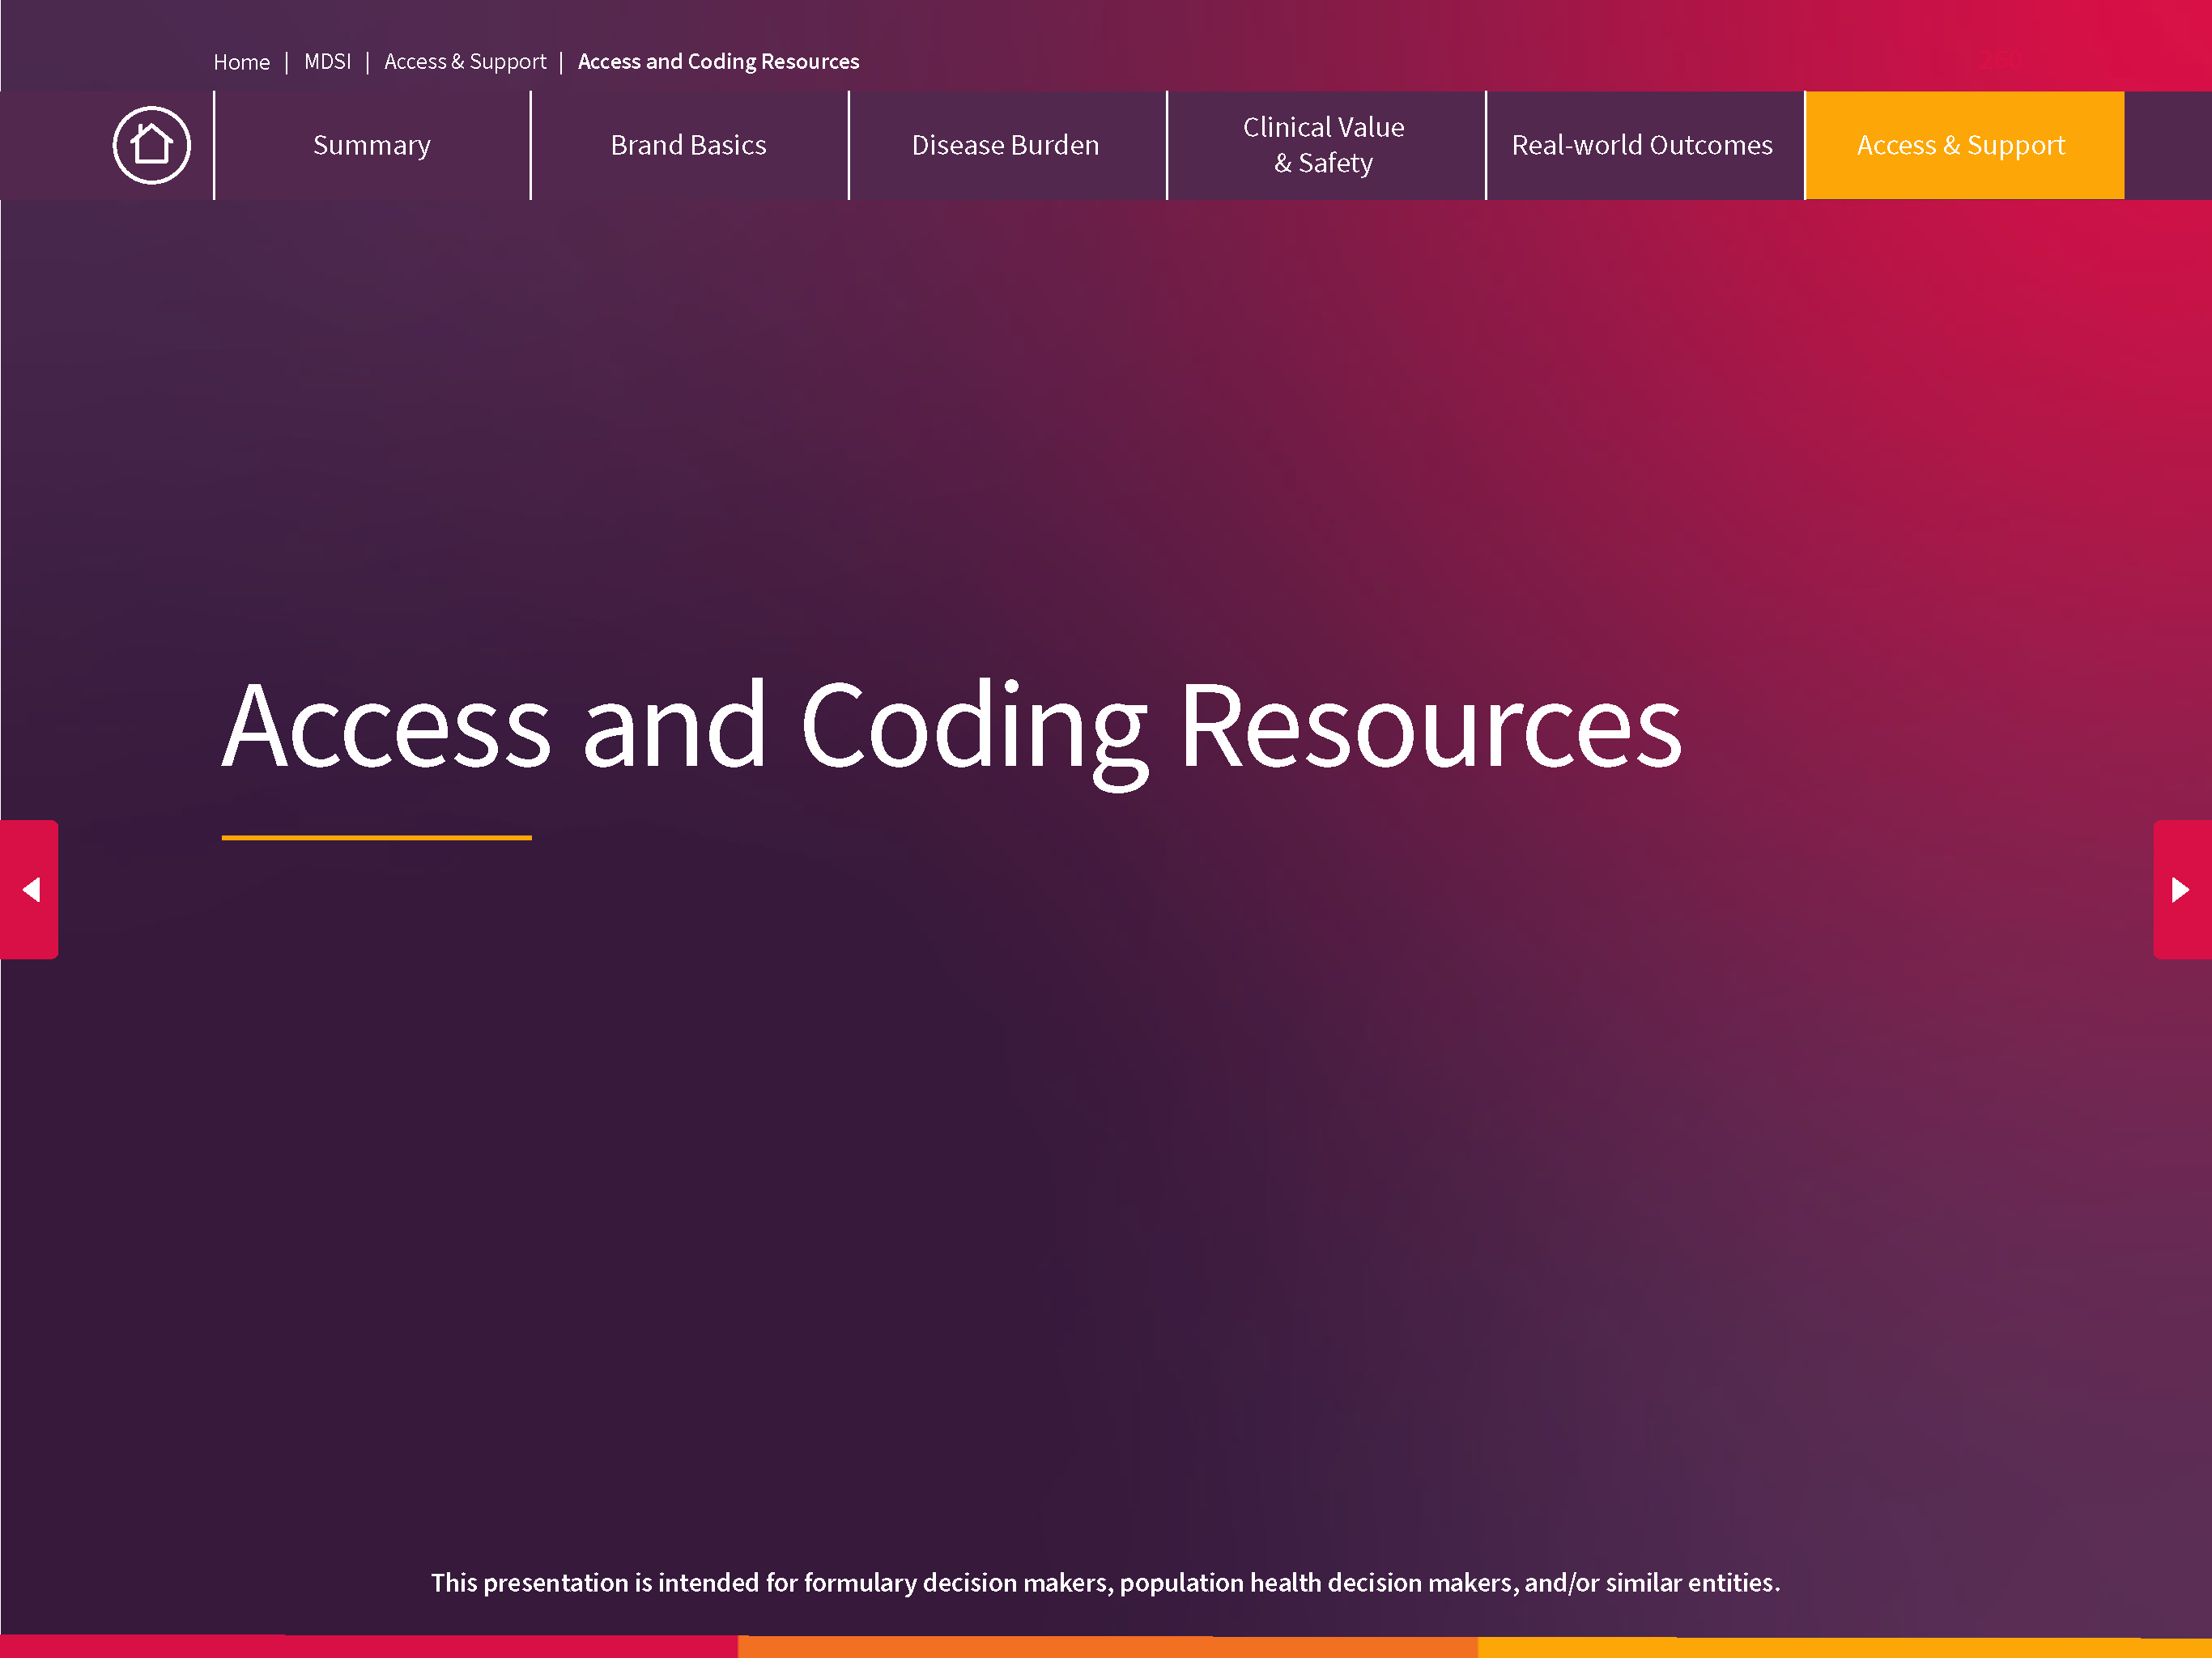 Home | MDSI | Access & Support | Access and Coding Resources
260
Summary
Brand Basics
Disease Burden
Clinical Value
& Safety
Real-world Outcomes
Access & Support
Access and Coding Resources
This presentation is intended for formulary decision makers, population health decision makers, and/or similar entities.